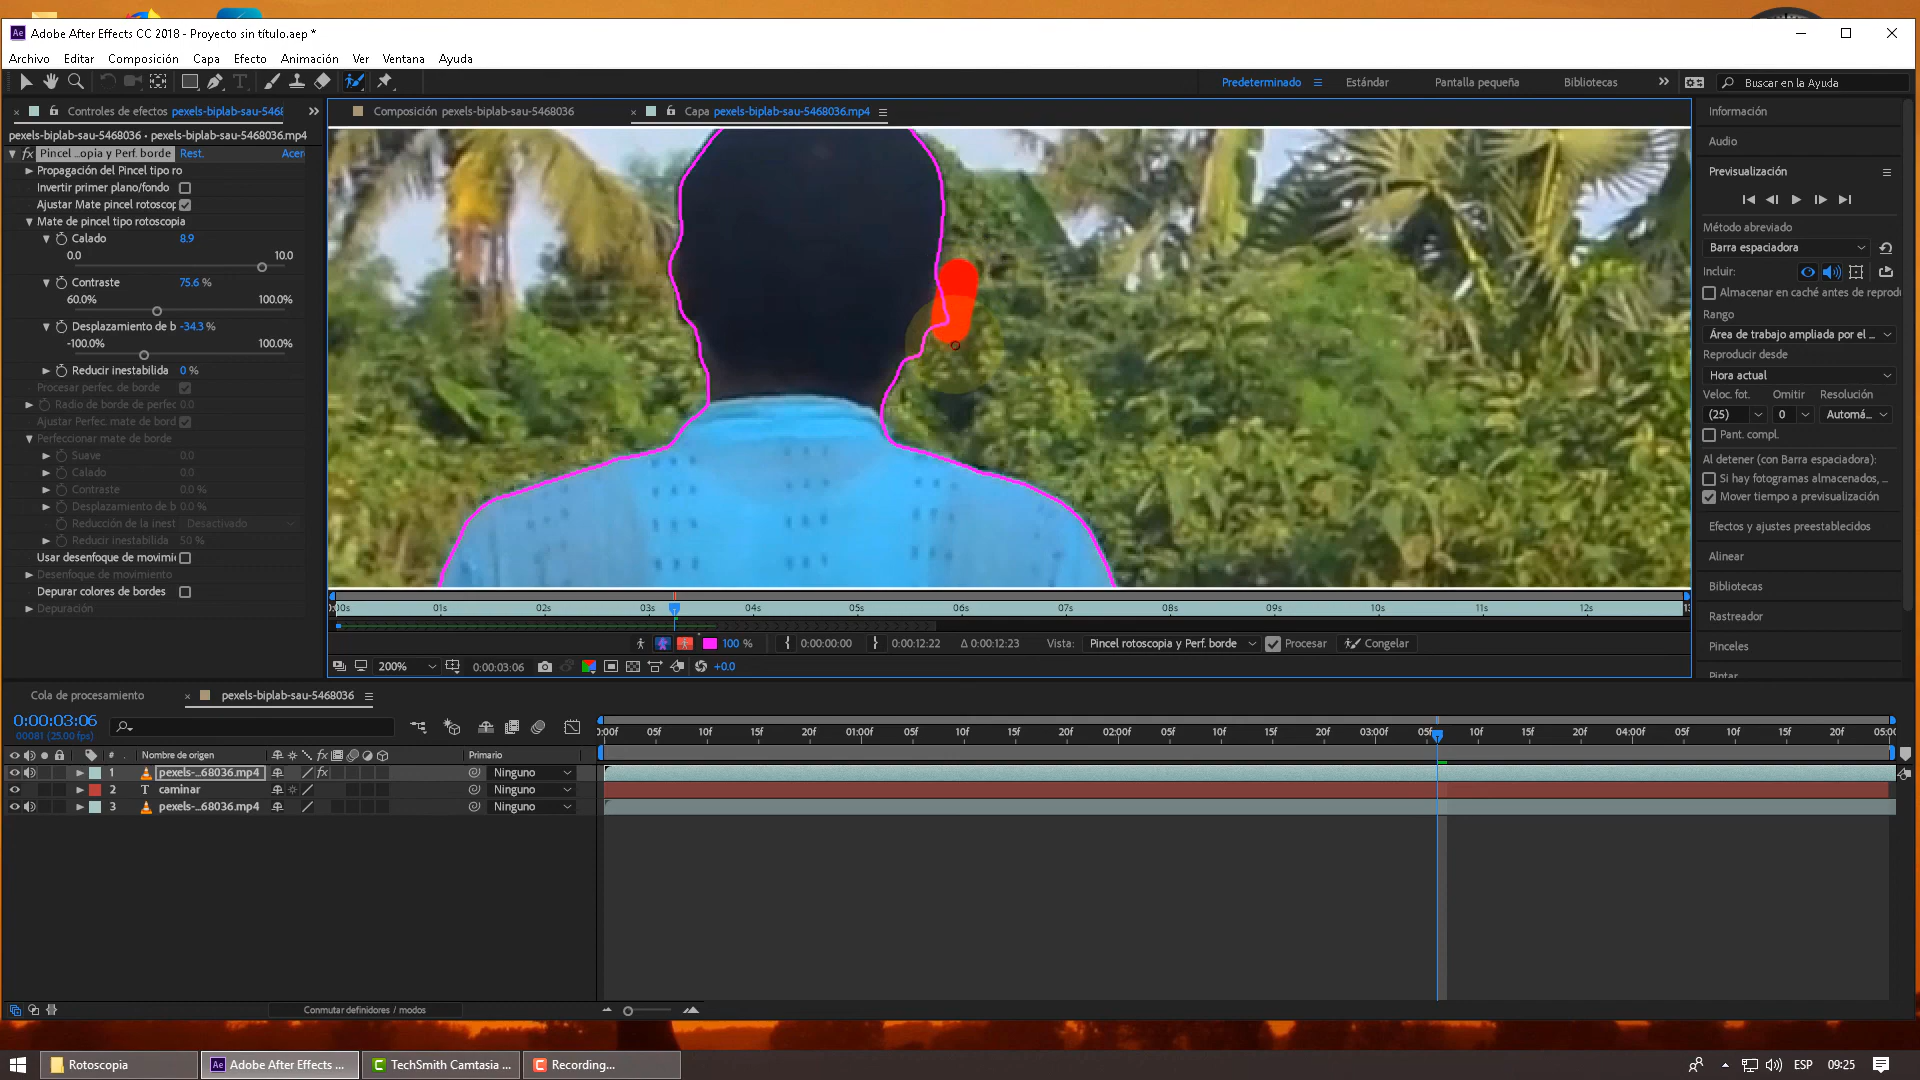 Adobe After Effects CC 2018 - Proyecto sin título.aep *
Archivo Editar Composición Capa Efecto Animación Ver Ventana Ayuda
Predeterminado Estándar Pantalla pequeña Bibliotecas Buscar en la Ayuda
Controles de efectos pexels-biplab-sau-5468
Composición pexels-biplab-sau-5468036
Capa pexels-biplab-sau-5468036.mp4
pexels-biplab-sau-5468036 • pexels-biplab-sau-5468036.mp4
fx Pincel ...opia y Perf. borde Rest. Acer
Propagación del Pincel tipo ro
Invertir primer plano/fondo
Ajustar Mate pincel rotoscop
Mate de pincel tipo rotoscopia
Calado 8.9
0.0 10.0
Contraste 75.6 %
60.0% 100.0%
Desplazamiento de b -34.3 %
-100.0% 100.0%
Reducir inestabilida 0 %
Procesar perfec. de borde
Radio de borde de perfec 0.0
Ajustar Perfec. mate de bord
Perfeccionar mate de borde
Suave 0.0
Calado 0.0
Contraste 0.0 %
Desplazamiento de b 0.0 %
Reducción de la inest Desactivado
Reducir inestabilida 50 %
Usar desenfoque de movimi
Desenfoque de movimiento
Depurar colores de bordes
Depuración
Información
Audio
Previsualización
Método abreviado
Barra espaciadora
Incluir:
Almacenar en caché antes de reprodu
Rango
Área de trabajo ampliada por el ...
Reproducir desde
Hora actual
Veloc. fot. Omitir Resolución
(25) 0 Automá...
Pant. compl.
Al detener (con Barra espaciadora):
Si hay fotogramas almacenados, ...
Mover tiempo a previsualización
Efectos y ajustes preestablecidos
Alinear
Bibliotecas
Rastreador
Pinceles
Pintar
0:00s 01s 02s 03s 04s 05s 06s 07s 08s 09s 10s 11s 12s 13
100 % 0:00:00:00 0:00:12:22 Δ 0:00:12:23 Vista: Pincel rotoscopia y Perf. borde Procesar Congelar
200% 0:00:03:06 +0.0
Cola de procesamiento pexels-biplab-sau-5468036
0:00:03:06
00081 (25.00 fps)
0:00f 05f 10f 15f 20f 01:00f 05f 10f 15f 20f 02:00f 05f 10f 15f 20f 03:00f 05f 10f 15f 20f 04:00f 05f 10f 15f 20f 05:00
# Nombre de origen fx Primario
1 pexels-...68036.mp4 fx Ninguno
2 T caminar Ninguno
3 pexels-...68036.mp4 Ninguno
Conmutar definidores / modos
Rotoscopia
Ae Adobe After Effects ...
C TechSmith Camtasia ...
C Recording...
ESP 09:25